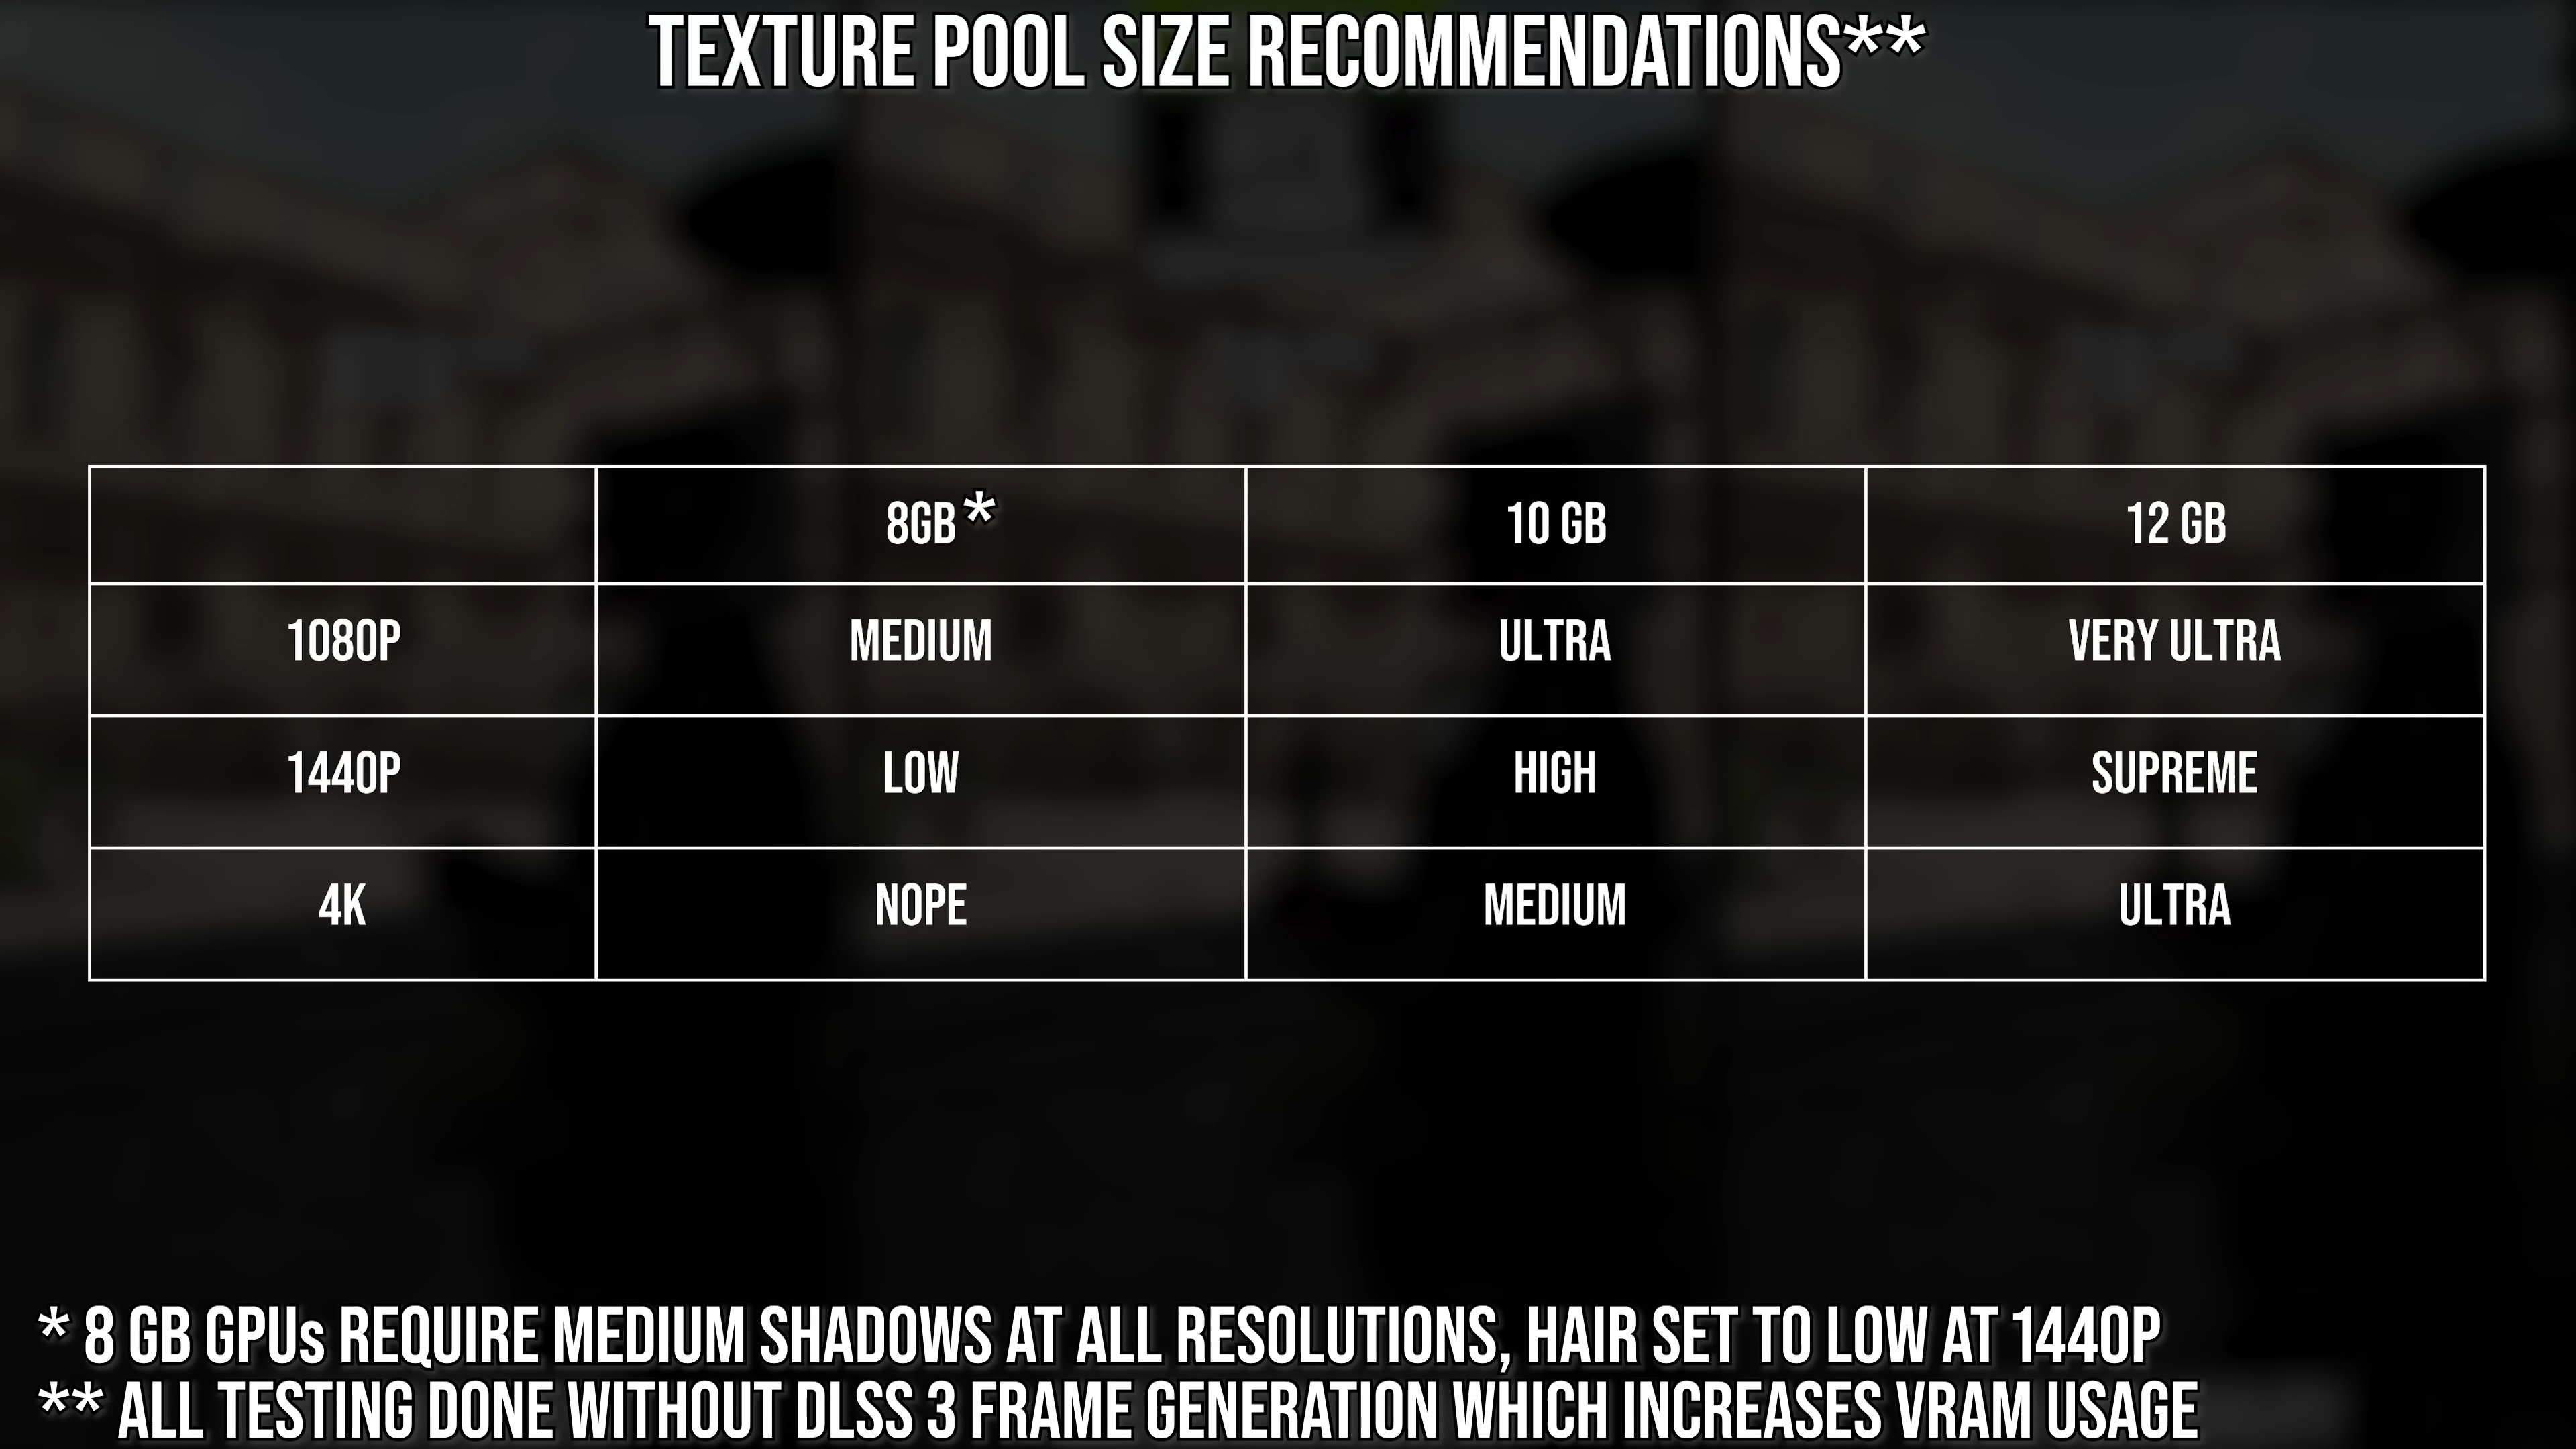 TEXTURE POOL SIZE RECOMMENDATIONS**
8GB* 10 GB 12 GB
1080P MEDIUM ULTRA VERY ULTRA
1440P LOW HIGH SUPREME
4K NOPE MEDIUM ULTRA
* 8 GB GPUs REQUIRE MEDIUM SHADOWS AT ALL RESOLUTIONS, HAIR SET TO LOW AT 1440P
** ALL TESTING DONE WITHOUT DLSS 3 FRAME GENERATION WHICH INCREASES VRAM USAGE